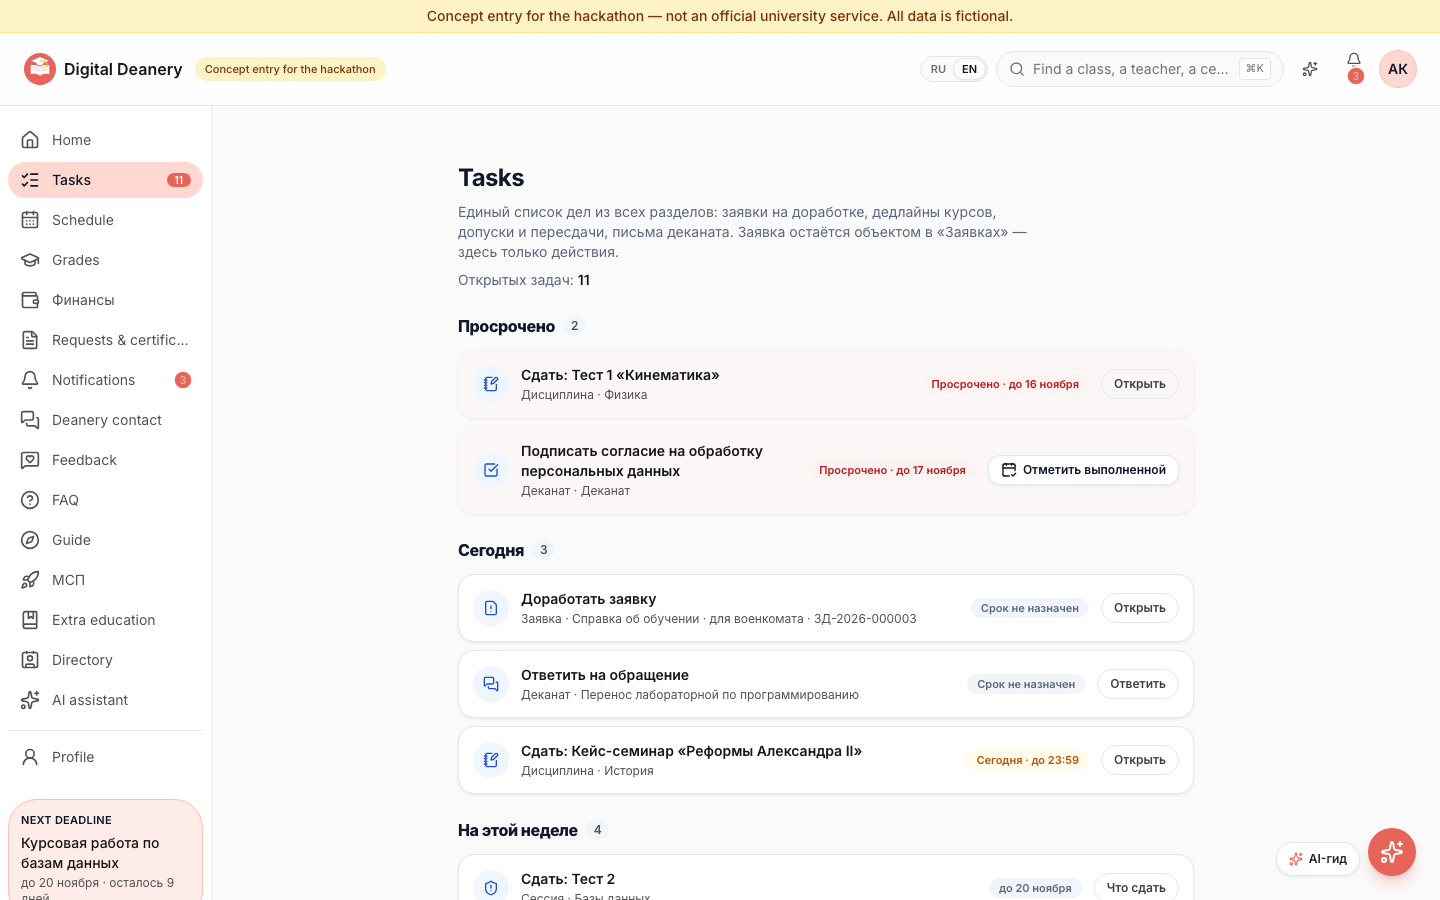 Concept entry for the hackathon — not an official university service. All data is fictional.
Digital Deanery
Concept entry for the hackathon
RU
EN
Find a class, a teacher, a ce...
⌘K
3
АК
Home
Tasks
11
Schedule
Grades
Финансы
Requests & certific...
Notifications
3
Deanery contact
Feedback
FAQ
Guide
МСП
Extra education
Directory
AI assistant
Profile
NEXT DEADLINE
Курсовая работа по
базам данных
до 20 ноября · осталось 9
дней
Tasks
Единый список дел из всех разделов: заявки на доработке, дедлайны курсов,
допуски и пересдачи, письма деканата. Заявка остаётся объектом в «Заявках» —
здесь только действия.
Открытых задач: 11
Просрочено 2
Сдать: Тест 1 «Кинематика»
Дисциплина · Физика
Просрочено · до 16 ноября
Открыть
Подписать согласие на обработку
персональных данных
Деканат · Деканат
Просрочено · до 17 ноября
Отметить выполненной
Сегодня 3
Доработать заявку
Заявка · Справка об обучении · для военкомата · ЗД-2026-000003
Срок не назначен
Открыть
Ответить на обращение
Деканат · Перенос лабораторной по программированию
Срок не назначен
Ответить
Сдать: Кейс-семинар «Реформы Александра II»
Дисциплина · История
Сегодня · до 23:59
Открыть
На этой неделе 4
Сдать: Тест 2
Сессия · Базы данных
до 20 ноября
Что сдать
AI-гид